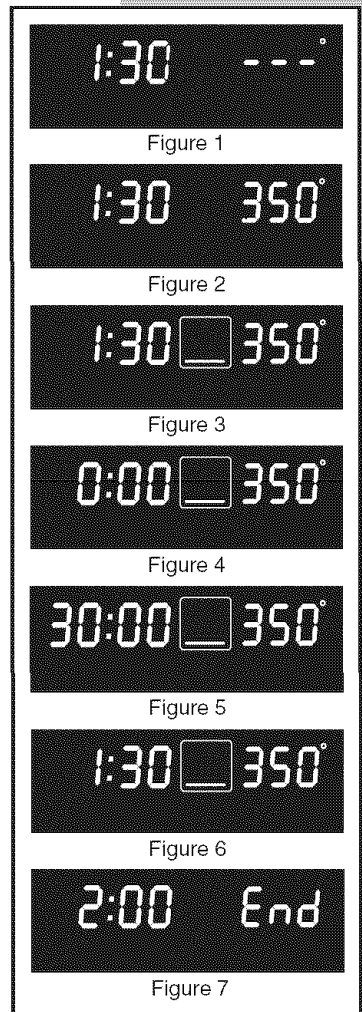 1:30 ---°
Figure 1
1:30 350°
Figure 2
1:30 350°
Figure 3
0:00 350°
Figure 4
30:00 350°
Figure 5
1:30 350°
Figure 6
2:00 End
Figure 7